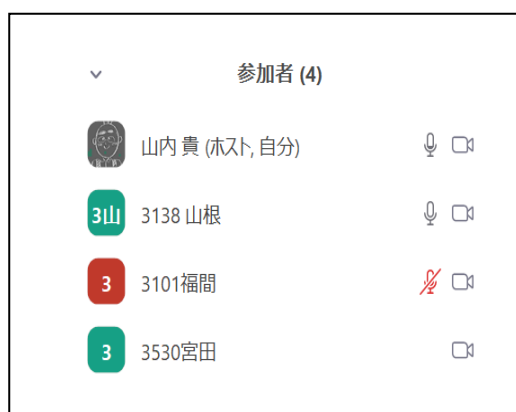 参加者 (4)
山内 貴 (ホスト, 自分)
3山 3138 山根
3 3101福間
3 3530宮田